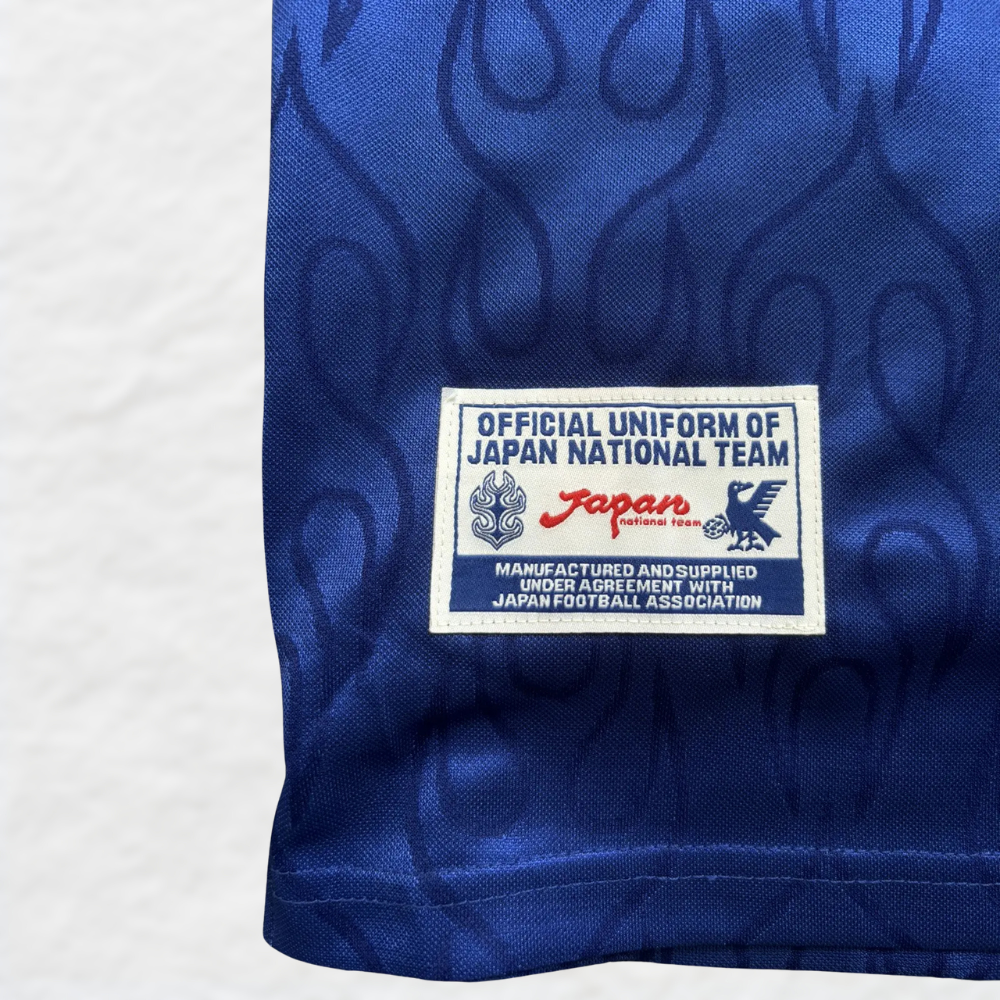 OFFICIAL UNIFORM OF
JAPAN NATIONAL TEAM
Japan
national team
MANUFACTURED AND SUPPLIED
UNDER AGREEMENT WITH
JAPAN FOOTBALL ASSOCIATION